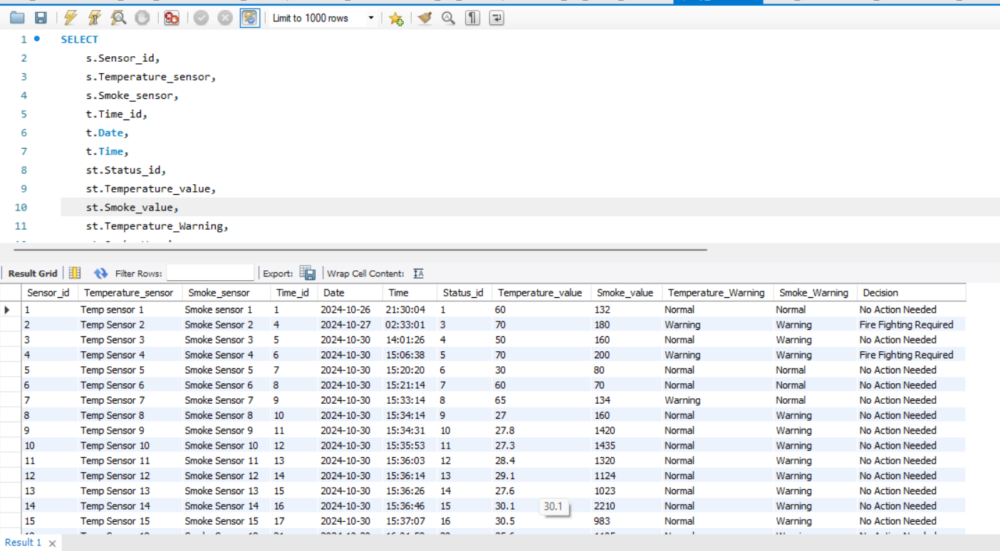 Limit to 1000 rows
1 SELECT
2 s.Sensor_id,
3 s.Temperature_sensor,
4 s.Smoke_sensor,
5 t.Time_id,
6 t.Date,
7 t.Time,
8 st.Status_id,
9 st.Temperature_value,
10 st.Smoke_value,
11 st.Temperature_Warning,
Result Grid Filter Rows: Export: Wrap Cell Content:
Sensor_id Temperature_sensor Smoke_sensor Time_id Date Time Status_id Temperature_value Smoke_value Temperature_Warning Smoke_Warning Decision
1 Temp sensor 1 Smoke sensor 1 1 2024-10-26 21:30:04 1 60 132 Normal Normal No Action Needed
2 Temp Sensor 2 Smoke Sensor 2 4 2024-10-27 02:33:01 3 70 180 Warning Warning Fire Fighting Required
3 Temp Sensor 3 Smoke Sensor 3 5 2024-10-30 14:01:26 4 50 160 Normal Warning No Action Needed
4 Temp Sensor 4 Smoke Sensor 4 6 2024-10-30 15:06:38 5 70 200 Warning Warning Fire Fighting Required
5 Temp Sensor 5 Smoke Sensor 5 7 2024-10-30 15:20:20 6 30 80 Normal Normal No Action Needed
6 Temp Sensor 6 Smoke Sensor 6 8 2024-10-30 15:21:14 7 60 70 Normal Normal No Action Needed
7 Temp Sensor 7 Smoke Sensor 7 9 2024-10-30 15:33:14 8 65 134 Warning Normal No Action Needed
8 Temp Sensor 8 Smoke Sensor 8 10 2024-10-30 15:34:14 9 27 160 Normal Warning No Action Needed
9 Temp Sensor 9 Smoke Sensor 9 11 2024-10-30 15:34:31 10 27.8 1420 Normal Warning No Action Needed
10 Temp Sensor 10 Smoke Sensor 10 12 2024-10-30 15:35:53 11 27.3 1435 Normal Warning No Action Needed
11 Temp Sensor 11 Smoke Sensor 11 13 2024-10-30 15:36:03 12 28.4 1320 Normal Warning No Action Needed
12 Temp Sensor 12 Smoke Sensor 12 14 2024-10-30 15:36:14 13 29.1 1124 Normal Warning No Action Needed
13 Temp Sensor 13 Smoke Sensor 13 15 2024-10-30 15:36:26 14 27.6 1023 Normal Warning No Action Needed
14 Temp Sensor 14 Smoke Sensor 14 16 2024-10-30 15:36:46 15 30.1 30.1 2210 Normal Warning No Action Needed
15 Temp Sensor 15 Smoke Sensor 15 17 2024-10-30 15:37:07 16 30.5 983 Normal Warning No Action Needed
Result 1